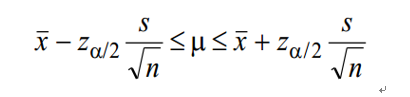 x̄ − z_{α/2} s/√n ≤ μ ≤ x̄ + z_{α/2} s/√n